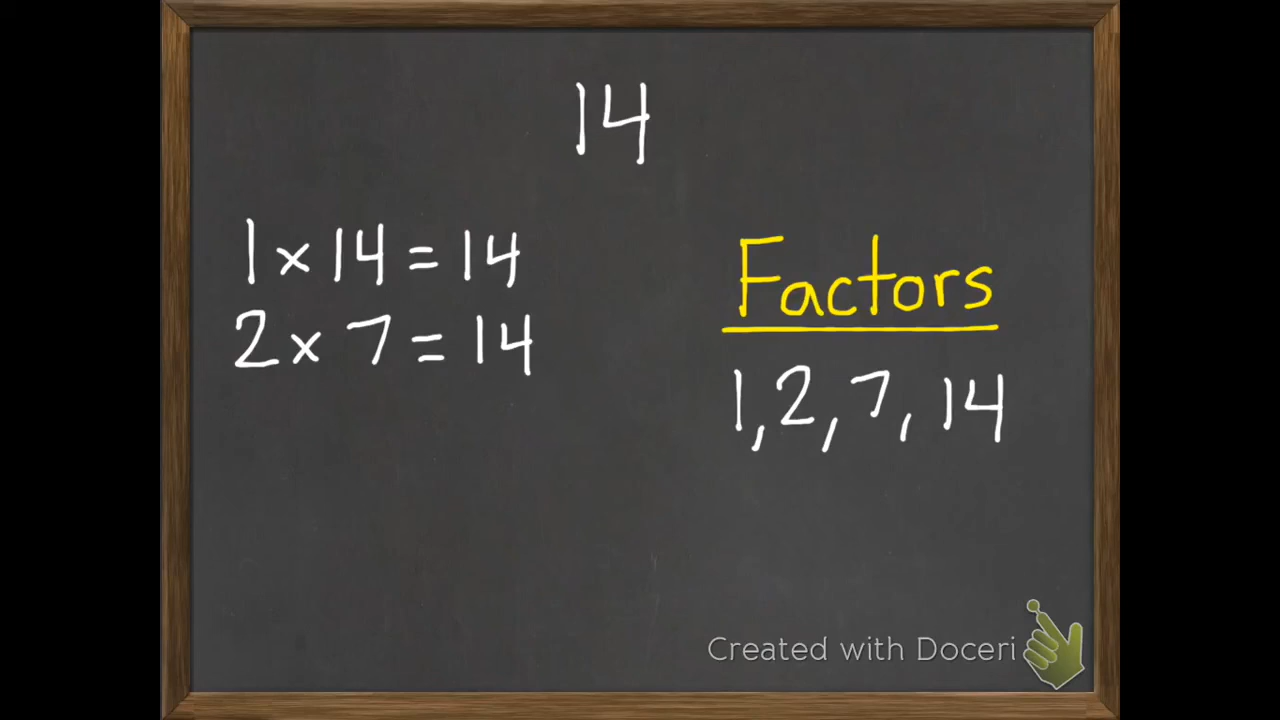 14
1 x 14 = 14
2 x 7 = 14
Factors
1, 2, 7, 14
Created with Doceri